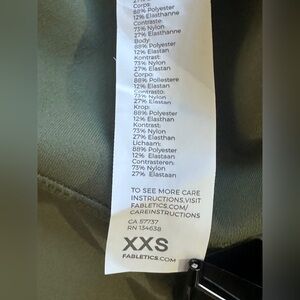 Corps:
88% Polyester
12% Elasthanne
Contraste:
73% Nylon
27% Elasthanne
Body:
88% Polyester
12% Elastan
Kontrast:
73% Nylon
27% Elastan
Corpo:
88% Poliestere
12% Elastan
Contrasto:
73% Nylon
27% Elastan
Krop:
88% Polyester
12% Elasthan
Kontrast:
73% Nylon
27% Elasthan
Lichaam:
88% Polyester
12% Elastaan
Contrasteren:
73% Nylon
27% Elastaan
TO SEE MORE CARE
INSTRUCTIONS,VISIT
FABLETICS.COM/
CAREINSTRUCTIONS
CA 57737
RN 134638
XXS
FABLETICS.COM